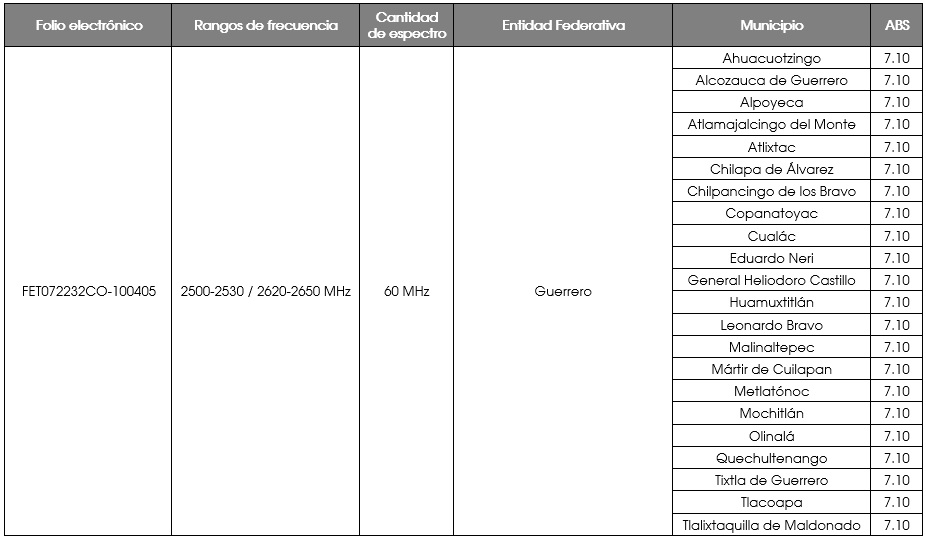 Folio electrónico Rangos de frecuencia Cantidad de espectro Entidad Federativa Municipio ABS
FET072232CO-100405 2500-2530 / 2620-2650 MHz 60 MHz Guerrero
Ahuacuotzingo 7.10
Alcozauca de Guerrero 7.10
Alpoyeca 7.10
Atlamajalcingo del Monte 7.10
Atlixtac 7.10
Chilapa de Álvarez 7.10
Chilpancingo de los Bravo 7.10
Copanatoyac 7.10
Cualác 7.10
Eduardo Neri 7.10
General Heliodoro Castillo 7.10
Huamuxtitlán 7.10
Leonardo Bravo 7.10
Malinaltepec 7.10
Mártir de Cuilapan 7.10
Metlatónoc 7.10
Mochitlán 7.10
Olinalá 7.10
Quechultenango 7.10
Tixtla de Guerrero 7.10
Tlacoapa 7.10
Tlalixtaquilla de Maldonado 7.10